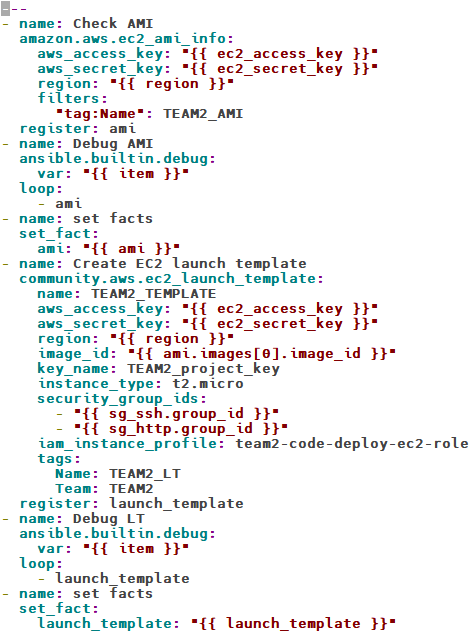 ---
- name: Check AMI
  amazon.aws.ec2_ami_info:
    aws_access_key: "{{ ec2_access_key }}"
    aws_secret_key: "{{ ec2_secret_key }}"
    region: "{{ region }}"
    filters:
      "tag:Name": TEAM2_AMI
  register: ami
- name: Debug AMI
  ansible.builtin.debug:
    var: "{{ item }}"
  loop:
    - ami
- name: set facts
  set_fact:
    ami: "{{ ami }}"
- name: Create EC2 launch template
  community.aws.ec2_launch_template:
    name: TEAM2_TEMPLATE
    aws_access_key: "{{ ec2_access_key }}"
    aws_secret_key: "{{ ec2_secret_key }}"
    region: "{{ region }}"
    image_id: "{{ ami.images[0].image_id }}"
    key_name: TEAM2_project_key
    instance_type: t2.micro
    security_group_ids:
      - "{{ sg_ssh.group_id }}"
      - "{{ sg_http.group_id }}"
    iam_instance_profile: team2-code-deploy-ec2-role
    tags:
      Name: TEAM2_LT
      Team: TEAM2
  register: launch_template
- name: Debug LT
  ansible.builtin.debug:
    var: "{{ item }}"
  loop:
    - launch_template
- name: set facts
  set_fact:
    launch_template: "{{ launch_template }}"